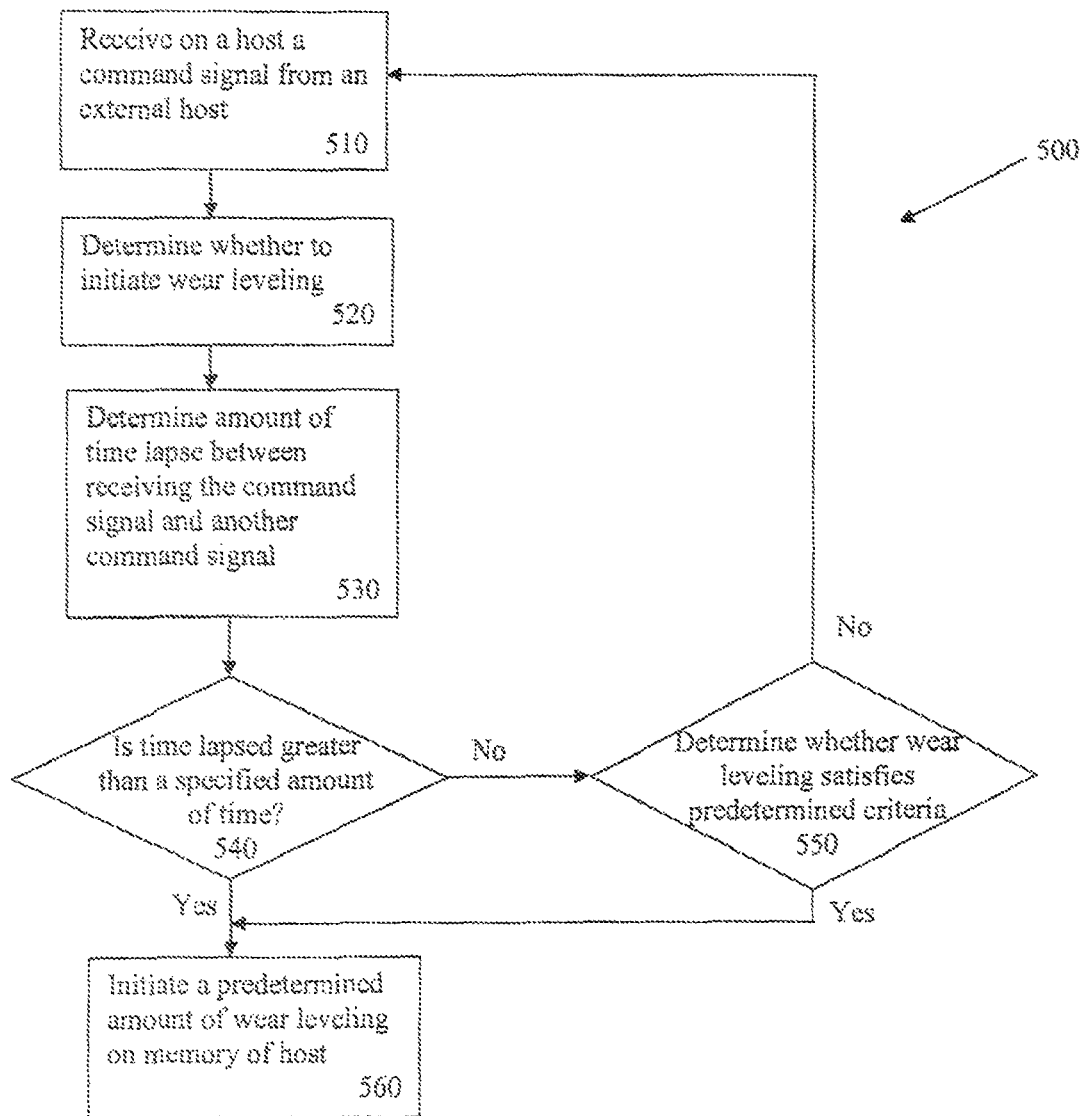 Receive on a host a
command signal from an
external host
510
500
Determine whether to
initiate wear leveling
520
Determine amount of
time lapse between
receiving the command
signal and another
command signal
530
No
Is time lapsed greater
than a specified amount
of time?
540
No
Determine whether wear
leveling satisfies
predetermined criteria
550
Yes
Yes
Initiate a predetermined
amount of wear leveling
on memory of host
560